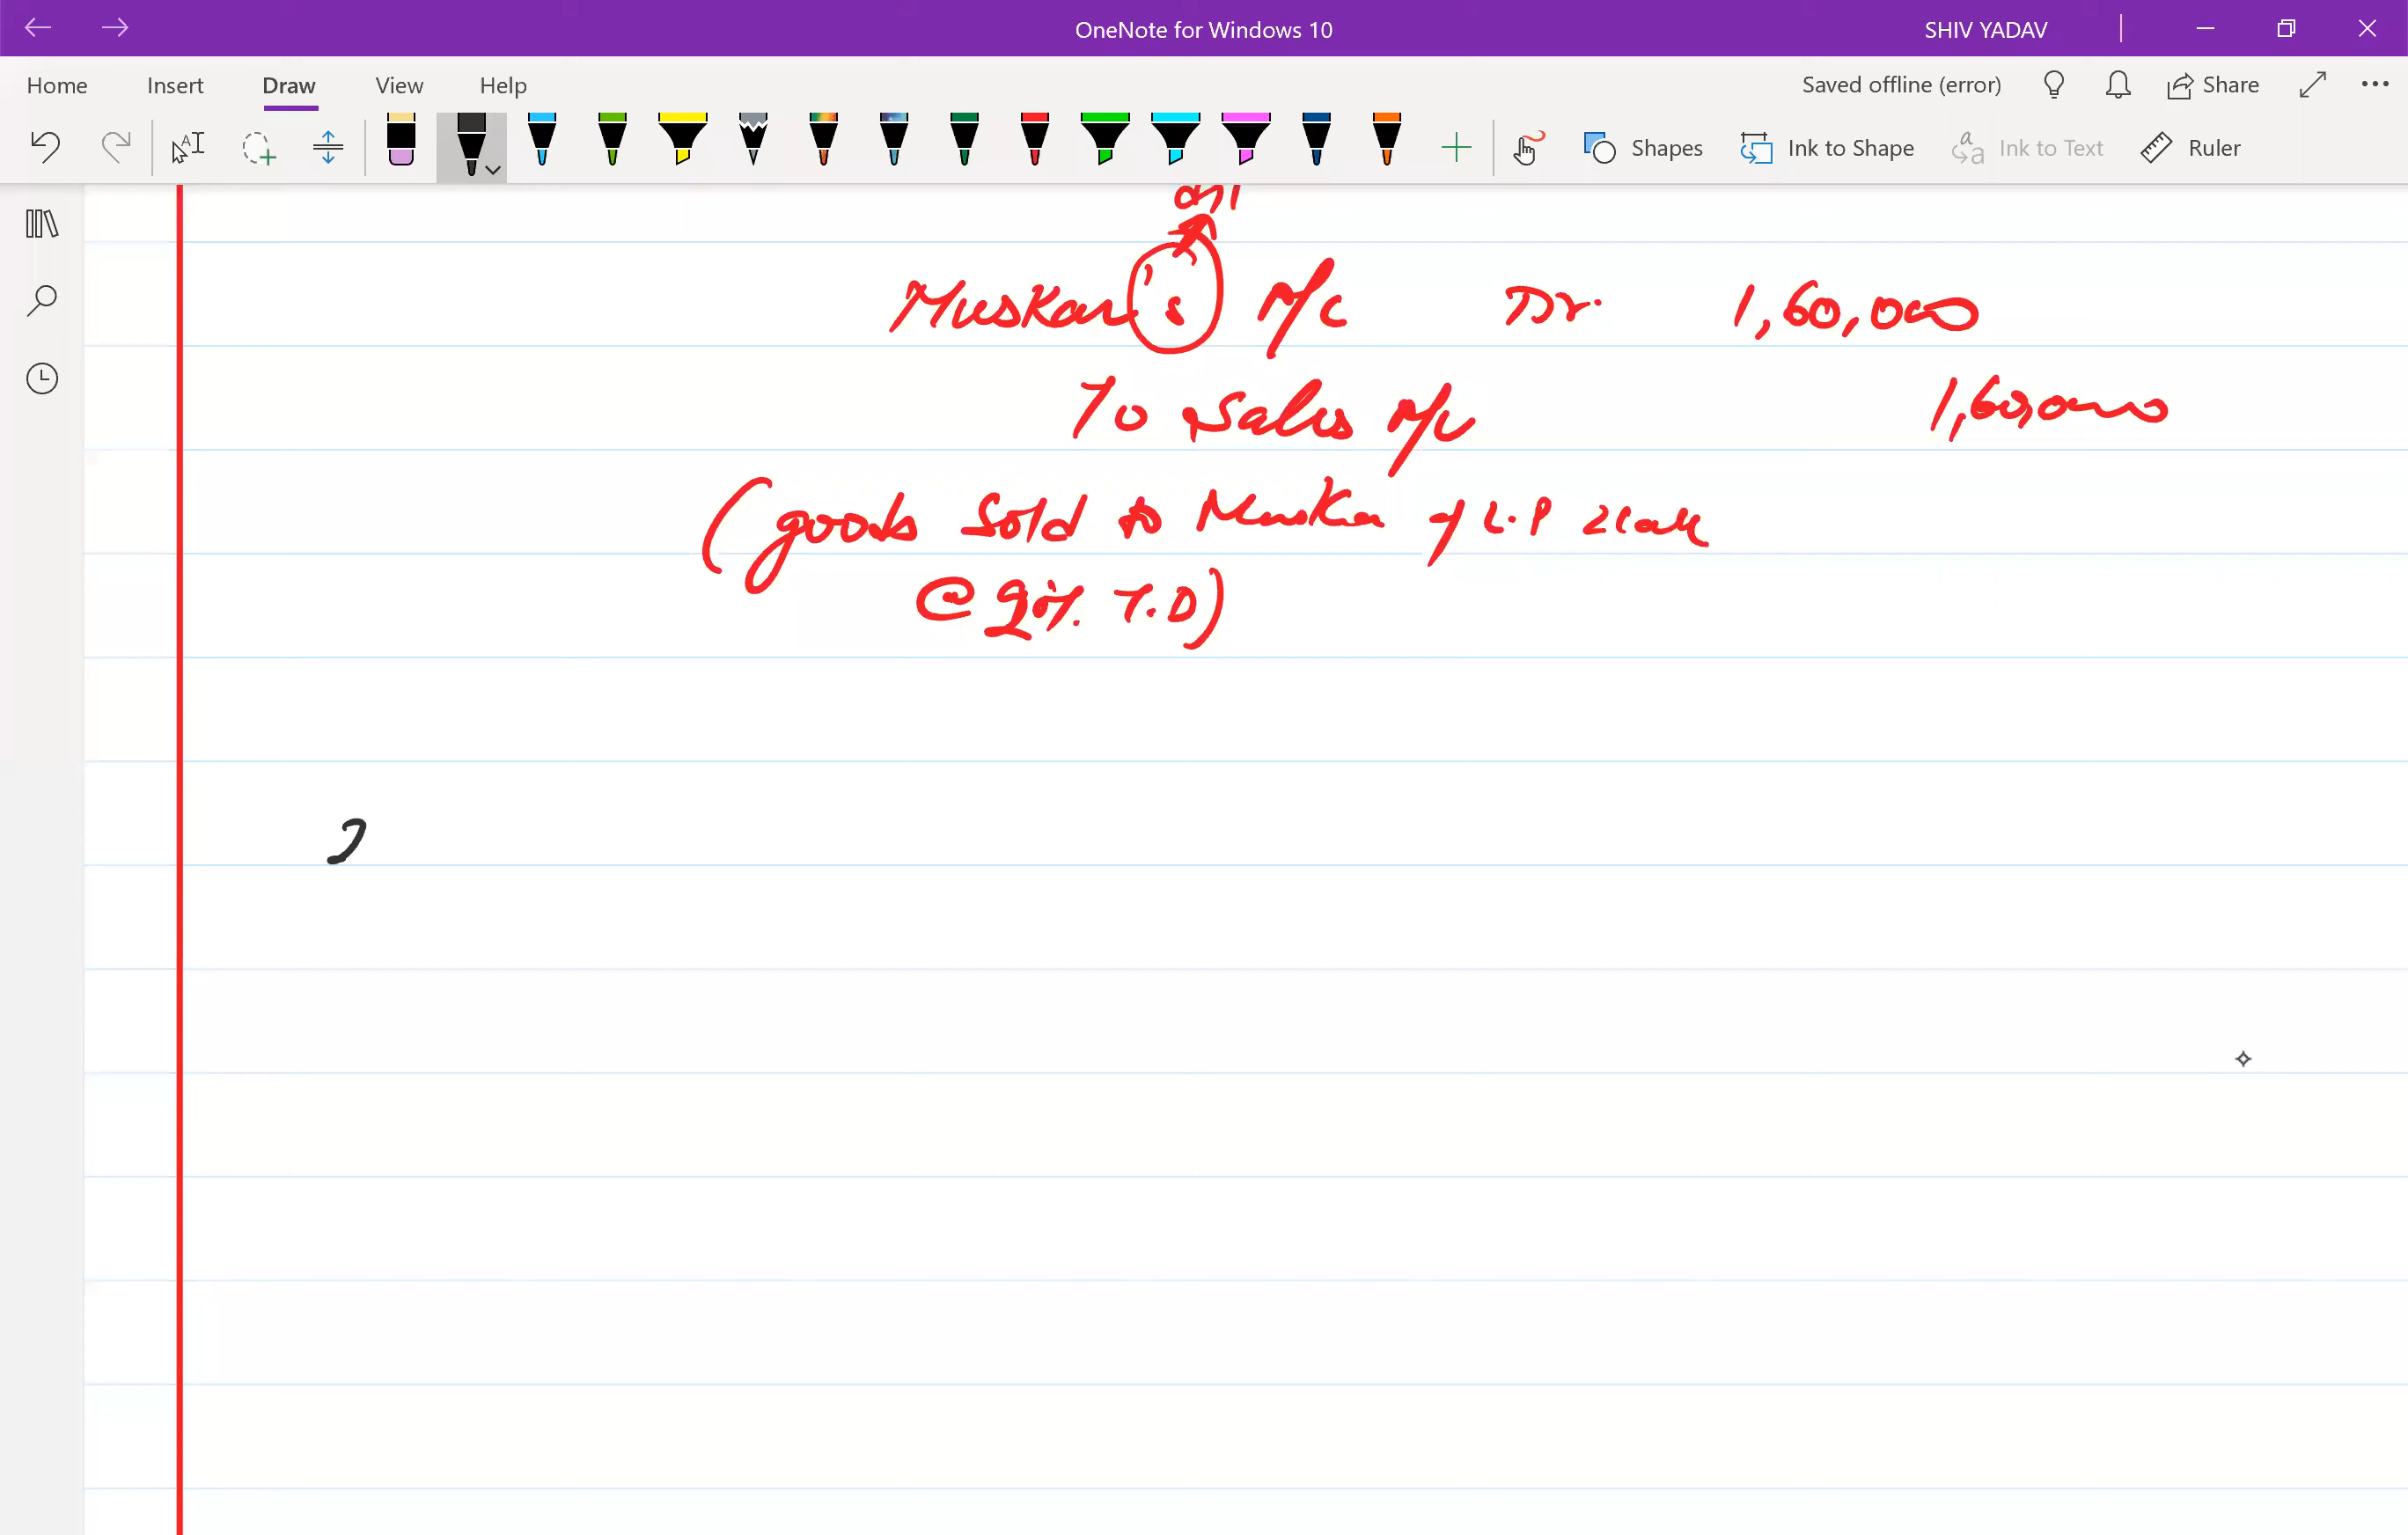 OneNote for Windows 10 SHIV YADAV
Home Insert Draw View Help Saved offline (error) Share
Shapes Ink to Shape Ink to Text Ruler
Muskan's A/c Dr. 1,60,000
To Sales A/c 1,60,000
(goods sold to Muskan of L.P 2 Lakh
@ 20% T.D)
2